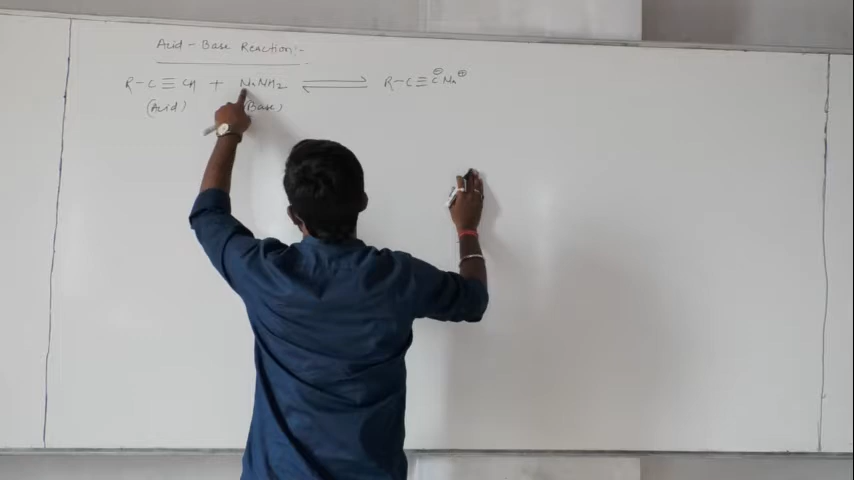 Acid - Base Reaction:-
R-C≡CH + NaNH₂ ⇌ R-C≡C⊖ Na⊕
(Acid) (Base)